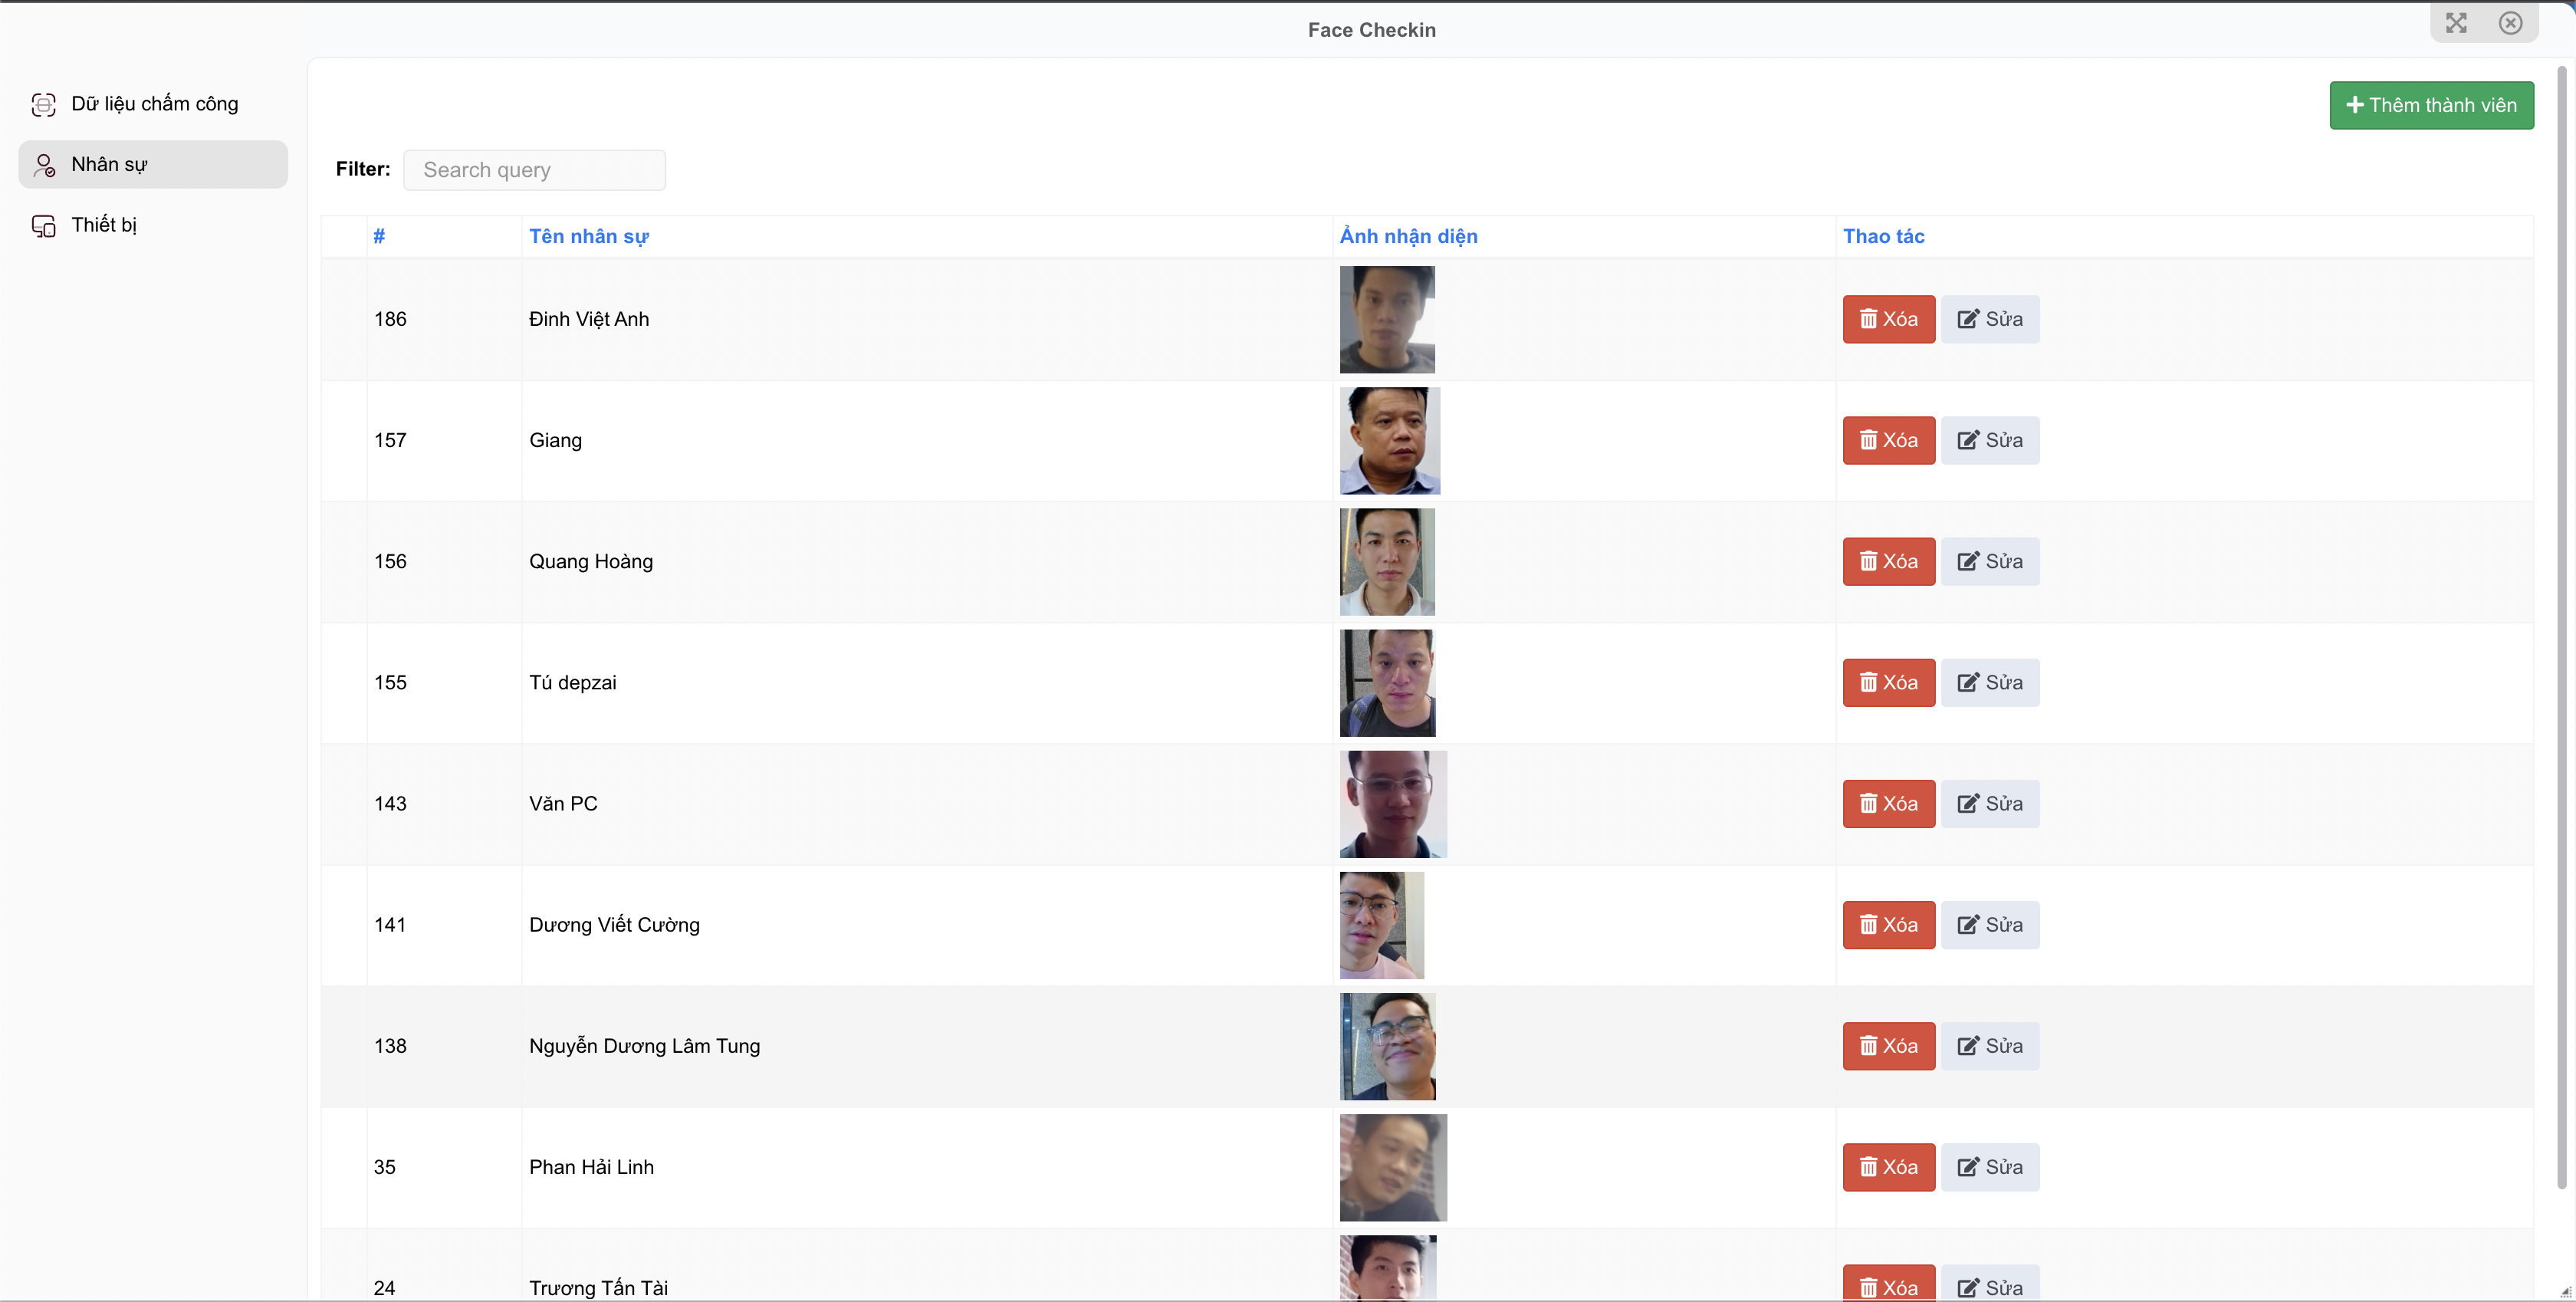 Face Checkin
Dữ liệu chấm công
Nhân sự
Thiết bị
Thêm thành viên
Filter: Search query
# Tên nhân sự Ảnh nhận diện Thao tác
186 Đinh Việt Anh Xóa Sửa
157 Giang Xóa Sửa
156 Quang Hoàng Xóa Sửa
155 Tú depzai Xóa Sửa
143 Văn PC Xóa Sửa
141 Dương Viết Cường Xóa Sửa
138 Nguyễn Dương Lâm Tung Xóa Sửa
35 Phan Hải Linh Xóa Sửa
24 Trương Tấn Tài Xóa Sửa